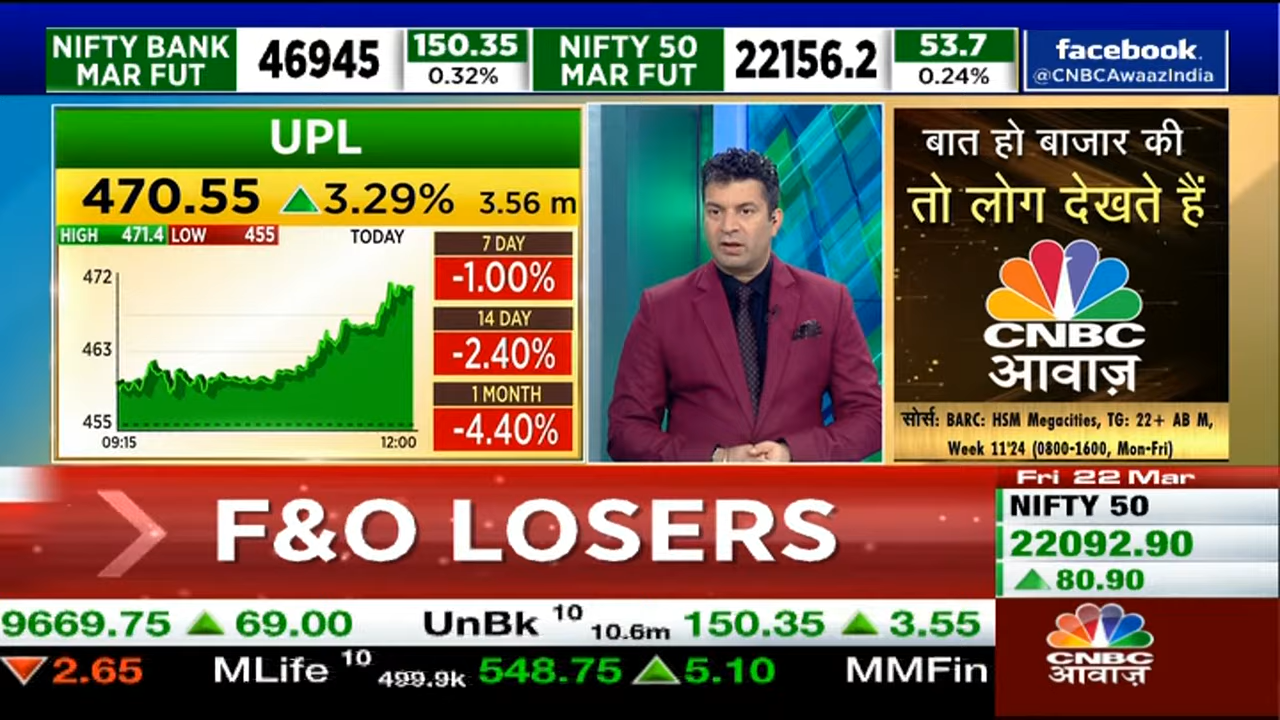 NIFTY BANK
MAR FUT
46945
150.35
0.32%
NIFTY 50
MAR FUT
22156.2
53.7
0.24%
facebook.
@CNBCAwaazIndia
UPL
470.55 ▲3.29% 3.56 m
HIGH 471.4 LOW 455
TODAY
472
463
455
09:15 12:00
7 DAY
-1.00%
14 DAY
-2.40%
1 MONTH
-4.40%
बात हो बाजार की
तो लोग देखते हैं
CNBC
आवाज़
सोर्स: BARC: HSM Megacities, TG: 22+ AB M,
Week 11'24 (0800-1600, Mon-Fri)
F&O LOSERS
Fri 22 Mar
NIFTY 50
22092.90
▲ 80.90
9669.75 ▲ 69.00 UnBk 10 10.6m 150.35 ▲ 3.55
▼ 2.65 MLife 10 499.9k 548.75 ▲ 5.10 MMFin
CNBC
आवाज़